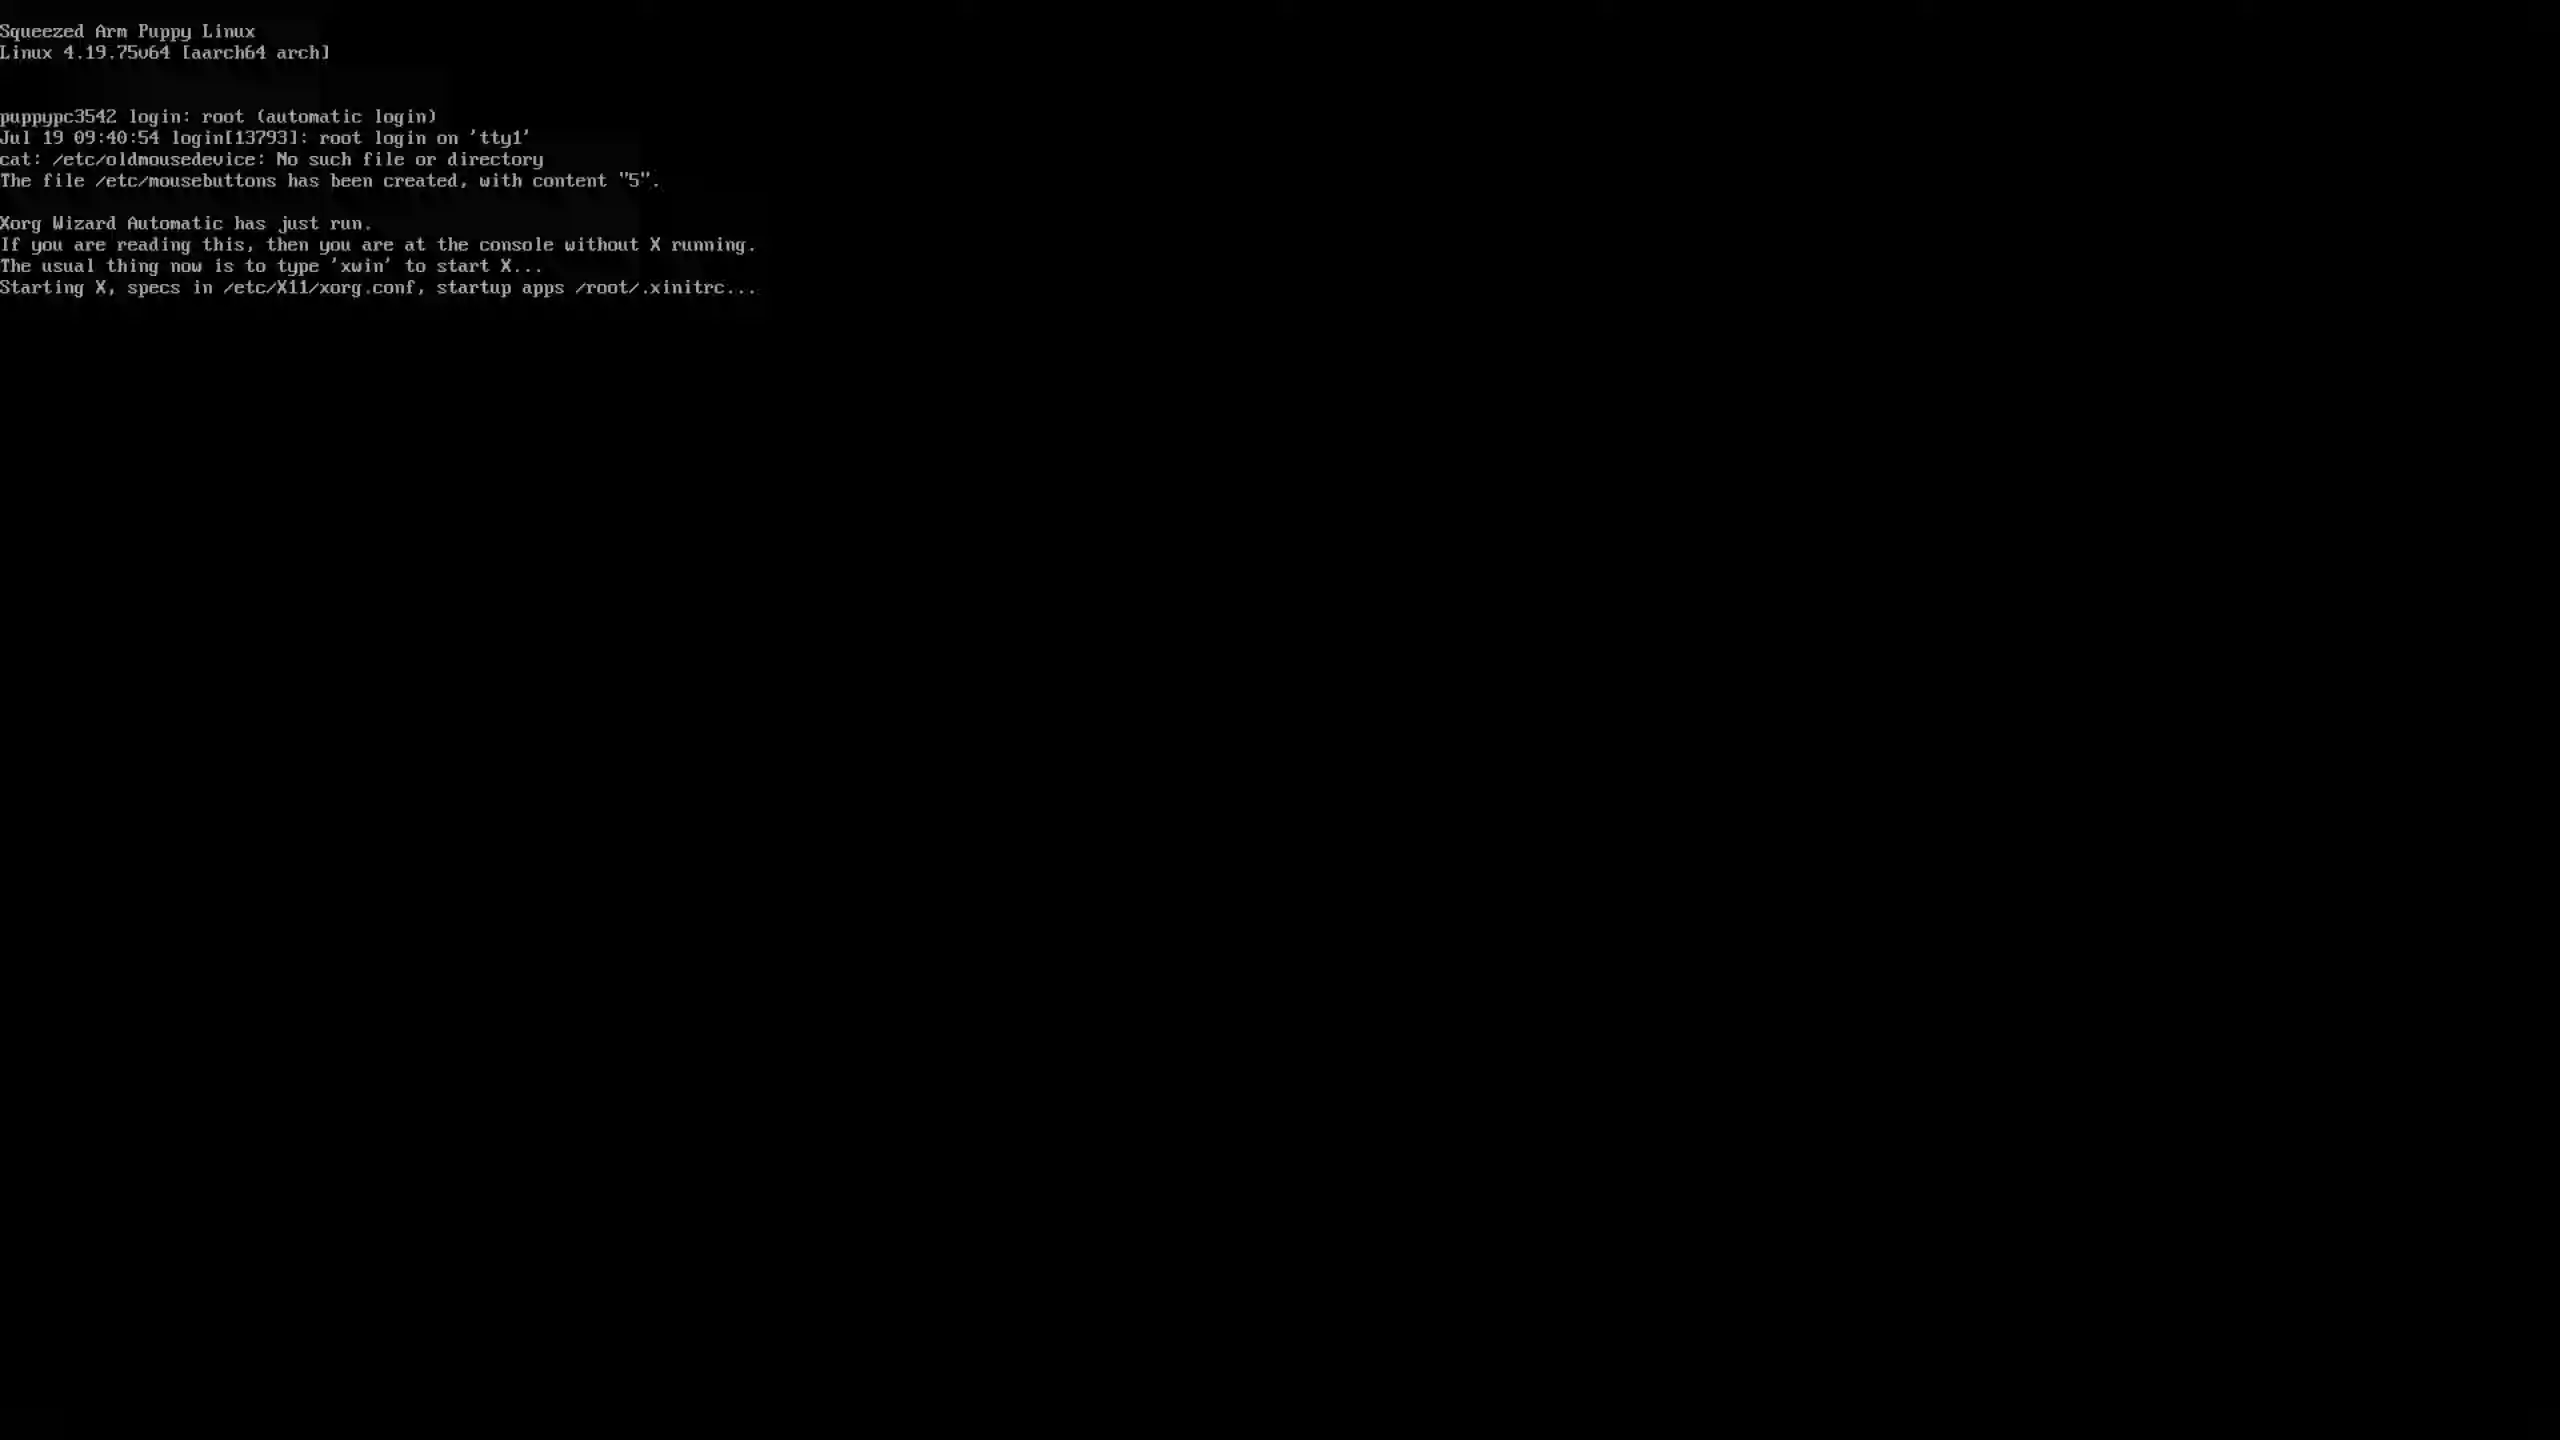 Squeezed Arm Puppy Linux
Linux 4.19.75v64 [aarch64 arch]
puppypc3542 login: root (automatic login)
Jul 19 09:40:54 login[13793]: root login on 'tty1'
cat: /etc/oldmousedevice: No such file or directory
The file /etc/mousebuttons has been created, with content "5".
Xorg Wizard Automatic has just run.
If you are reading this, then you are at the console without X running.
The usual thing now is to type 'xwin' to start X...
Starting X, specs in /etc/X11/xorg.conf, startup apps /root/.xinitrc...